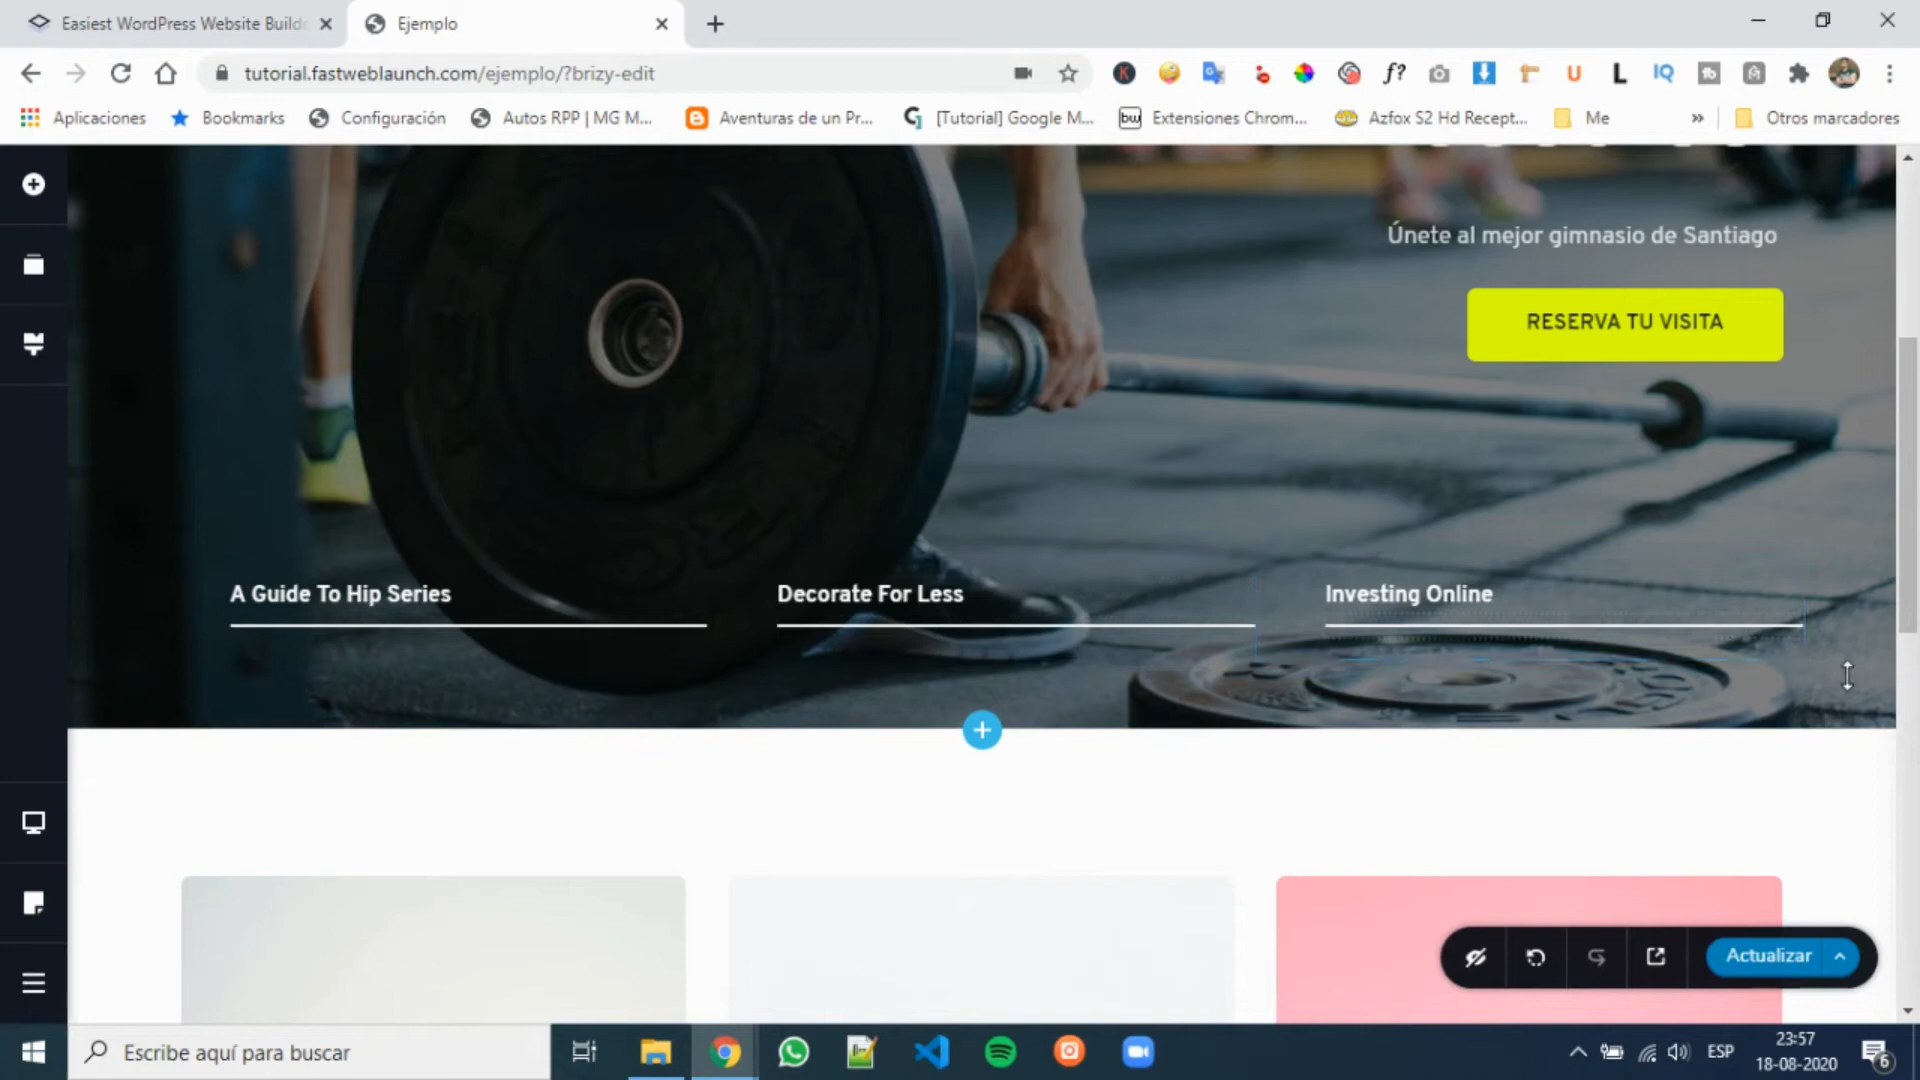 Easiest WordPress Website Builde
Ejemplo
tutorial.fastweblaunch.com/ejemplo/?brizy-edit
Aplicaciones
Bookmarks
Configuración
Autos RPP | MG M...
Aventuras de un Pr...
[Tutorial] Google M...
Extensiones Chrom...
Azfox S2 Hd Recept...
Me
Otros marcadores
Únete al mejor gimnasio de Santiago
RESERVA TU VISITA
A Guide To Hip Series
Decorate For Less
Investing Online
Actualizar
Escribe aquí para buscar
ESP
23:57
18-08-2020
6